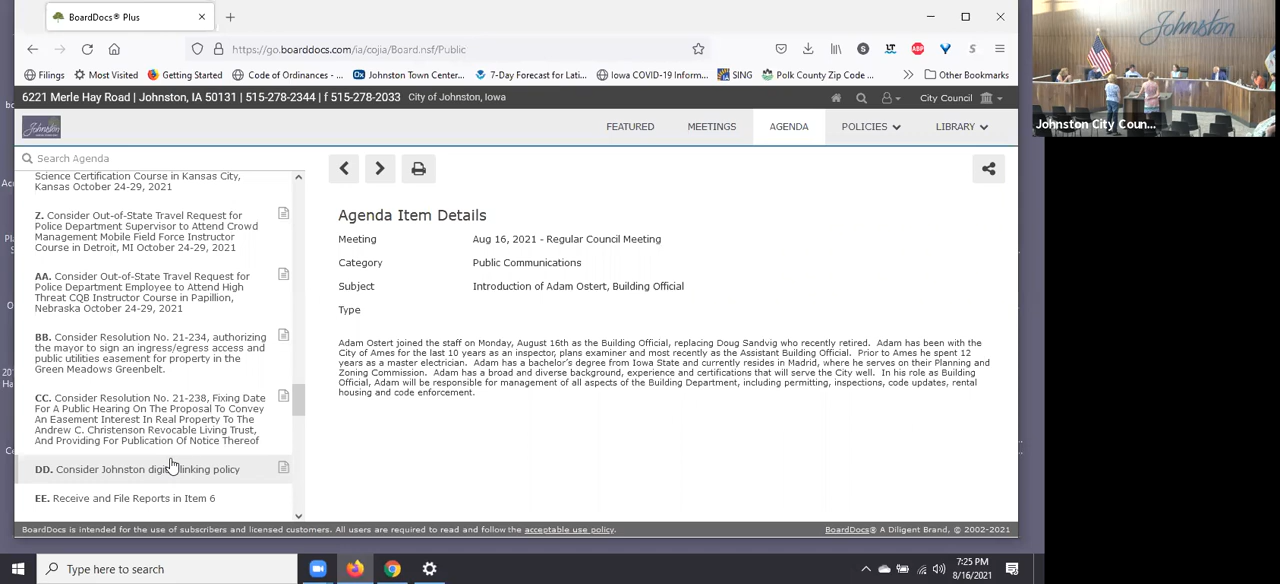 BoardDocs® Plus
https://go.boarddocs.com/ia/cojia/Board.nsf/Public
Filings
Most Visited
Getting Started
Code of Ordinances - ...
Johnston Town Center...
7-Day Forecast for Lati...
Iowa COVID-19 Inform...
SING
Polk County Zip Code ...
Other Bookmarks
6221 Merle Hay Road | Johnston, IA 50131 | 515-278-2344 | f 515-278-2033 City of Johnston, Iowa
City Council
Johnston
FEATURED
MEETINGS
AGENDA
POLICIES
LIBRARY
Search Agenda
Science Certification Course in Kansas City,
Kansas October 24-29, 2021
Z. Consider Out-of-State Travel Request for
Police Department Supervisor to Attend Crowd
Management Mobile Field Force Instructor
Course in Detroit, MI October 24-29, 2021
AA. Consider Out-of-State Travel Request for
Police Department Employee to Attend High
Threat CQB Instructor Course in Papillion,
Nebraska October 24-29, 2021
BB. Consider Resolution No. 21-234, authorizing
the mayor to sign an ingress/egress access and
public utilities easement for property in the
Green Meadows Greenbelt.
CC. Consider Resolution No. 21-238, Fixing Date
For A Public Hearing On The Proposal To Convey
An Easement Interest In Real Property To The
Andrew C. Christenson Revocable Living Trust,
And Providing For Publication Of Notice Thereof
DD. Consider Johnston digital linking policy
EE. Receive and File Reports in Item 6
Agenda Item Details
Meeting Aug 16, 2021 - Regular Council Meeting
Category Public Communications
Subject Introduction of Adam Ostert, Building Official
Type
Adam Ostert joined the staff on Monday, August 16th as the Building Official, replacing Doug Sandvig who recently retired. Adam has been with the
City of Ames for the last 10 years as an inspector, plans examiner and most recently as the Assistant Building Official. Prior to Ames he spent 12
years as a master electrician. Adam has a bachelor's degree from Iowa State and currently resides in Madrid, where he serves on their Planning and
Zoning Commission. Adam has a broad and diverse background, experience and certifications that will serve the City well. In his role as Building
Official, Adam will be responsible for management of all aspects of the Building Department, including permitting, inspections, code updates, rental
housing and code enforcement.
BoardDocs is intended for the use of subscribers and licensed customers. All users are required to read and follow the acceptable use policy.
BoardDocs® A Diligent Brand, © 2002-2021
Johnston
Johnston City Coun...
Type here to search
7:25 PM
8/16/2021